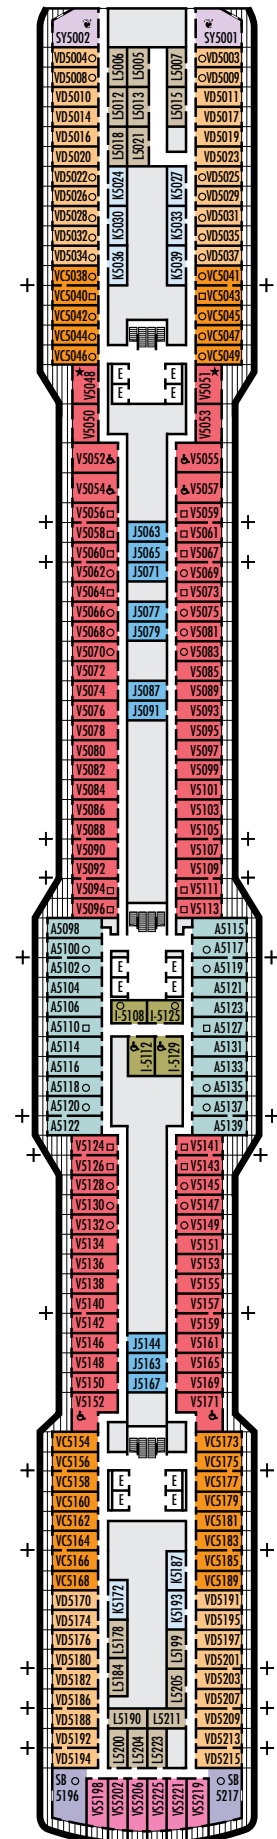 SY5002 SY5001
VD5004 L5006 L5005 L5007 VD5003
VD5008 VD5009
VD5010 L5012 L5013 L5015 VD5011
VD5014 VD5017
VD5016 L5018 L5021 VD5019
VD5020 VD5023
VD5022 K5024 K5027 VD5025
VD5026 VD5029
VD5028 K5030 K5033 VD5031
VD5032 VD5035
VD5034 K5036 K5039 VD5037
VC5038 VC5041
VC5040 VC5043
VC5042 VC5045
VC5044 VC5047
VC5046 VC5049
V5048 E E V5051
E E
V5050 V5053
V5052 V5055
V5054 V5057
V5056 V5059
V5058 J5063 V5061
V5060 J5065 V5067
V5062 J5071 V5069
V5064 V5073
V5066 J5077 V5075
V5068 J5079 V5081
V5070 V5083
V5072 V5085
V5074 J5087 V5089
V5076 J5091 V5093
V5078 V5095
V5080 V5097
V5082 V5099
V5084 V5101
V5086 V5103
V5088 V5105
V5090 V5107
V5092 V5109
V5094 V5111
V5096 V5113
A5098 A5115
A5100 A5117
A5102 E E A5119
A5104 E E A5121
A5106 I-5108 I-5125 A5123
A5110 A5127
A5114 I-5112 I-5129 A5131
A5116 A5133
A5118 A5135
A5120 A5137
A5122 A5139
V5124 V5141
V5126 V5143
V5128 V5145
V5130 V5147
V5132 V5149
V5134 V5151
V5136 V5153
V5138 V5155
V5140 V5157
V5142 V5159
V5146 J5144 V5161
V5148 J5163 V5165
V5150 J5167 V5169
V5152 V5171
VC5154 VC5173
VC5156 VC5175
VC5158 E E VC5177
VC5160 E E VC5179
VC5162 VC5181
VC5164 VC5183
VC5166 K5187 VC5185
VC5168 VC5189
VD5170 K5172 K5193 VD5191
VD5174 VD5195
VD5176 L5178 L5199 VD5197
VD5180 VD5201
VD5182 L5184 L5205 VD5203
VD5186 VD5207
VD5188 L5190 L5211 VD5209
VD5192 L5200 L5204 L5223 VD5213
VD5194 VD5215
SB 5196 VS5198 VS5202 VS5206 VS5225 VS5221 VS5219 SB 5217